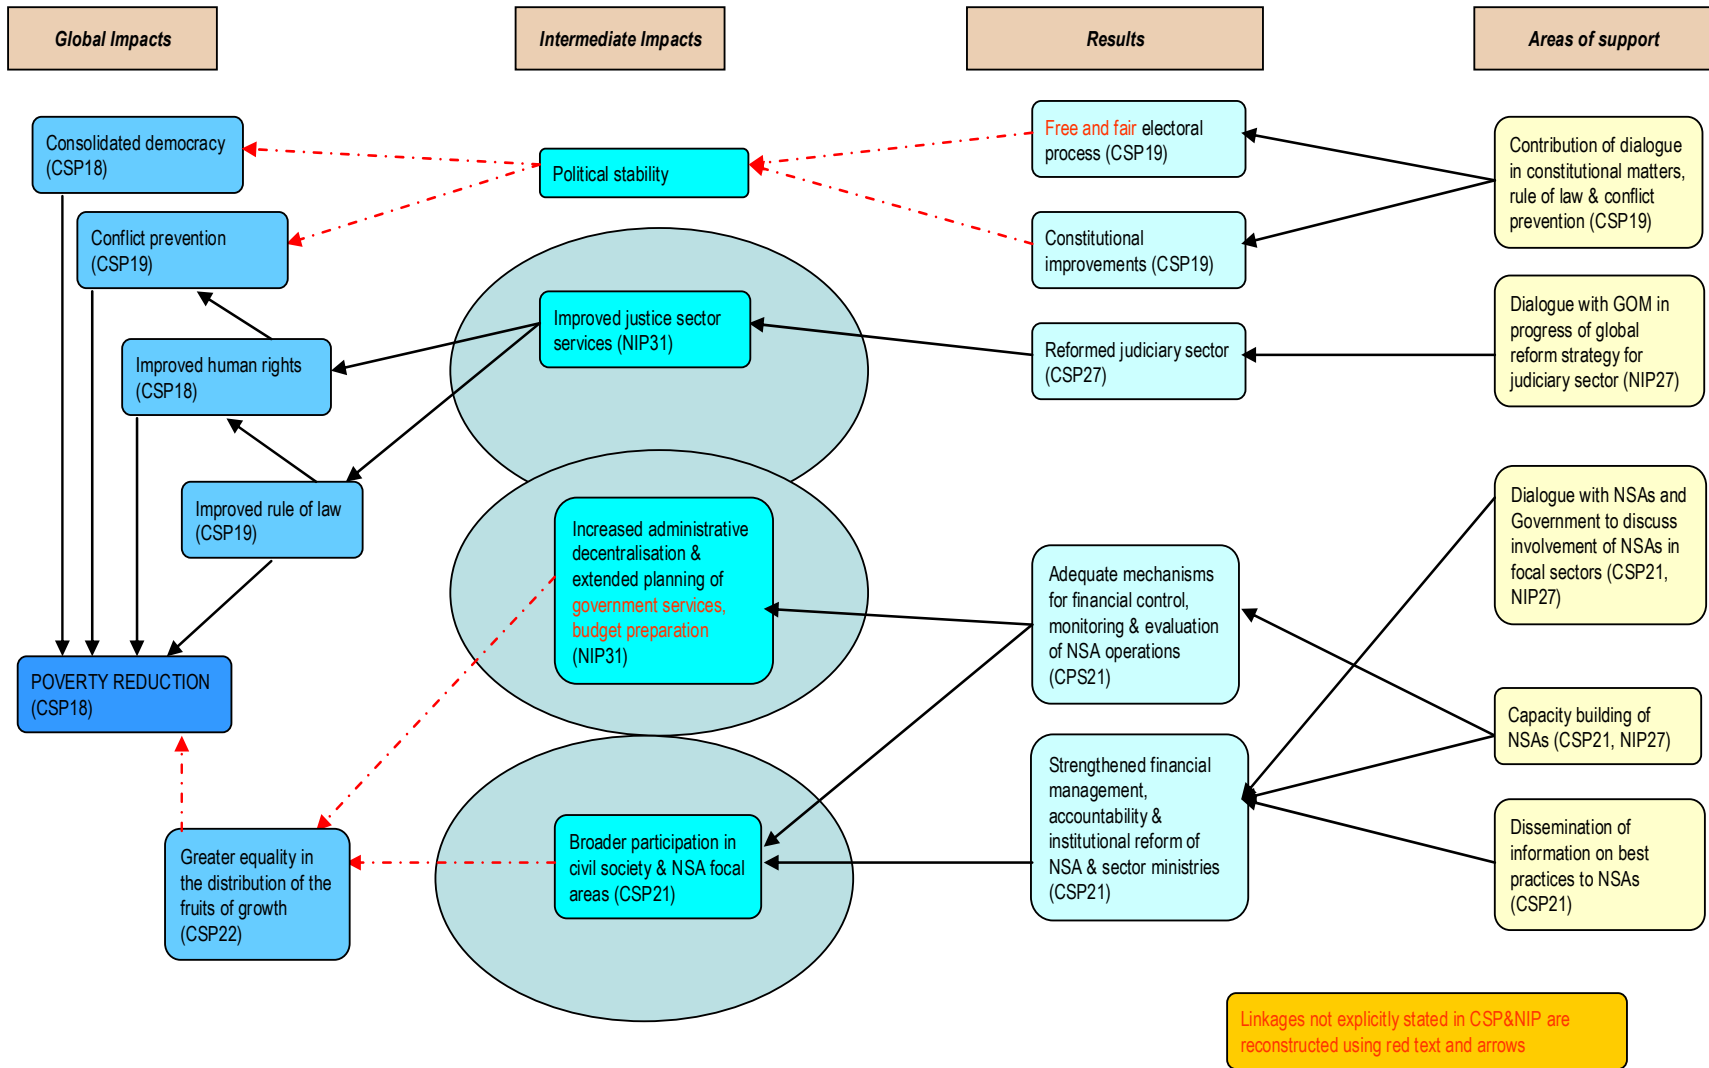 Global Impacts
Intermediate Impacts
Results
Areas of support
Consolidated democracy
(CSP18)
Conflict prevention
(CSP19)
Improved human rights
(CSP18)
Improved rule of law
(CSP19)
POVERTY REDUCTION
(CSP18)
Greater equality in
the distribution of the
fruits of growth
(CSP22)
Political stability
Improved justice sector
services (NIP31)
Increased administrative
decentralisation &
extended planning of
government services,
budget preparation
(NIP31)
Broader participation in
civil society & NSA focal
areas (CSP21)
Free and fair electoral
process (CSP19)
Constitutional
improvements (CSP19)
Reformed judiciary sector
(CSP27)
Adequate mechanisms
for financial control,
monitoring & evaluation
of NSA operations
(CPS21)
Strengthened financial
management,
accountability &
institutional reform of
NSA & sector ministries
(CSP21)
Contribution of dialogue
in constitutional matters,
rule of law & conflict
prevention (CSP19)
Dialogue with GOM in
progress of global
reform strategy for
judiciary sector (NIP27)
Dialogue with NSAs and
Government to discuss
involvement of NSAs in
focal sectors (CSP21,
NIP27)
Capacity building of
NSAs (CSP21, NIP27)
Dissemination of
information on best
practices to NSAs
(CSP21)
Linkages not explicitly stated in CSP&NIP are
reconstructed using red text and arrows